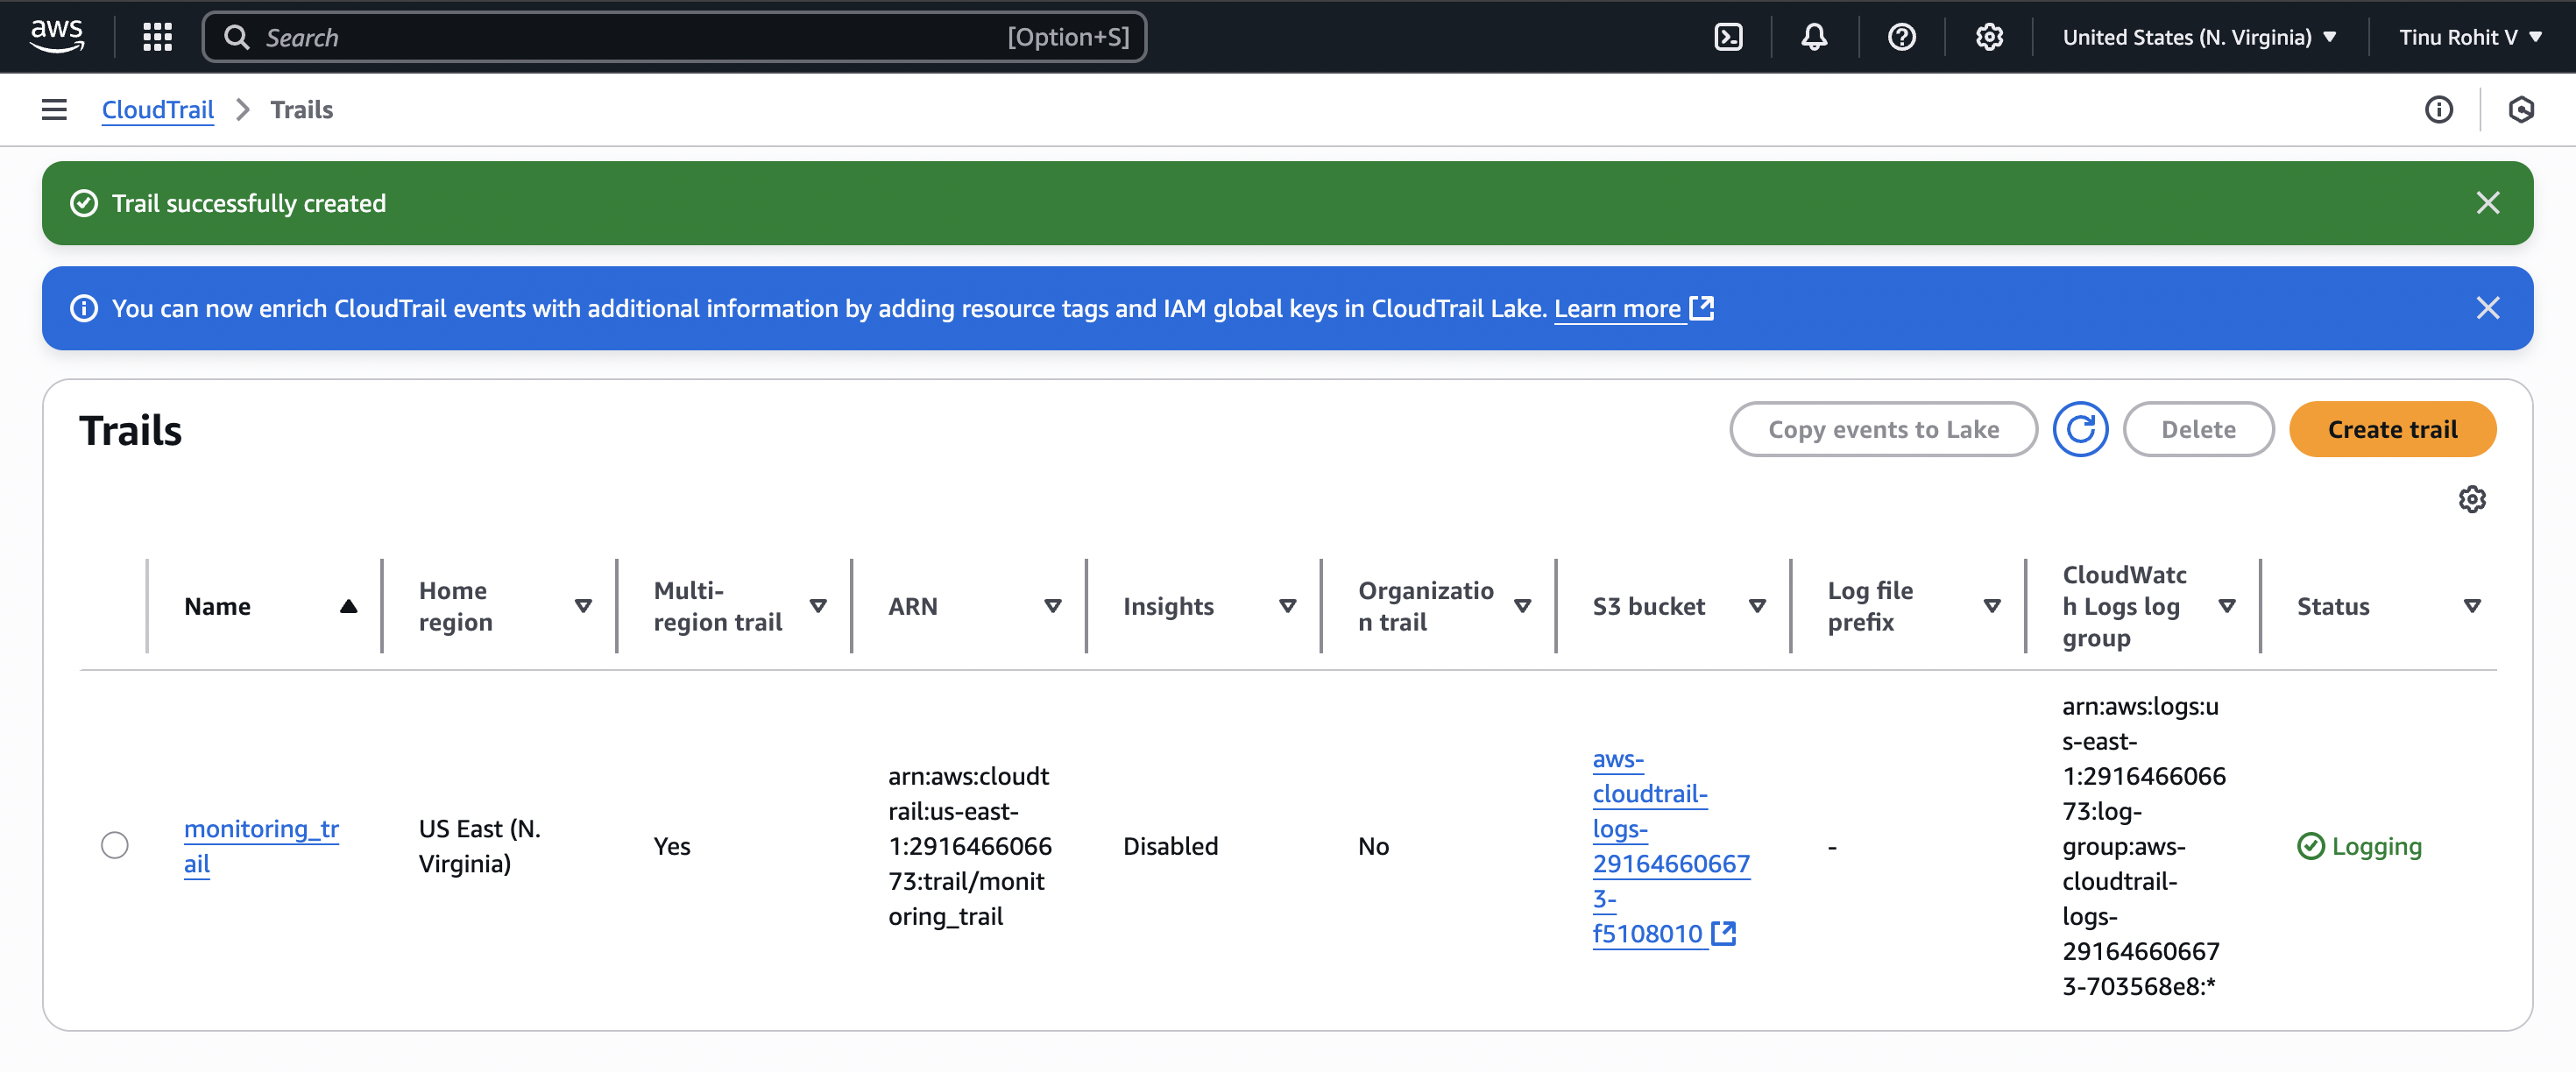 aws
Search [Option+S]
United States (N. Virginia) ▼
Tinu Rohit V ▼
CloudTrail > Trails
Trail successfully created
You can now enrich CloudTrail events with additional information by adding resource tags and IAM global keys in CloudTrail Lake. Learn more
Trails
Copy events to Lake
Delete
Create trail
Name
Home
region
Multi-
region trail
ARN
Insights
Organizatio
n trail
S3 bucket
Log file
prefix
CloudWatc
h Logs log
group
Status
monitoring_tr
ail
US East (N.
Virginia)
Yes
arn:aws:cloudt
rail:us-east-
1:2916466066
73:trail/monit
oring_trail
Disabled
No
aws-
cloudtrail-
logs-
29164660667
3-
f5108010
-
arn:aws:logs:u
s-east-
1:2916466066
73:log-
group:aws-
cloudtrail-
logs-
29164660667
3-703568e8:*
Logging